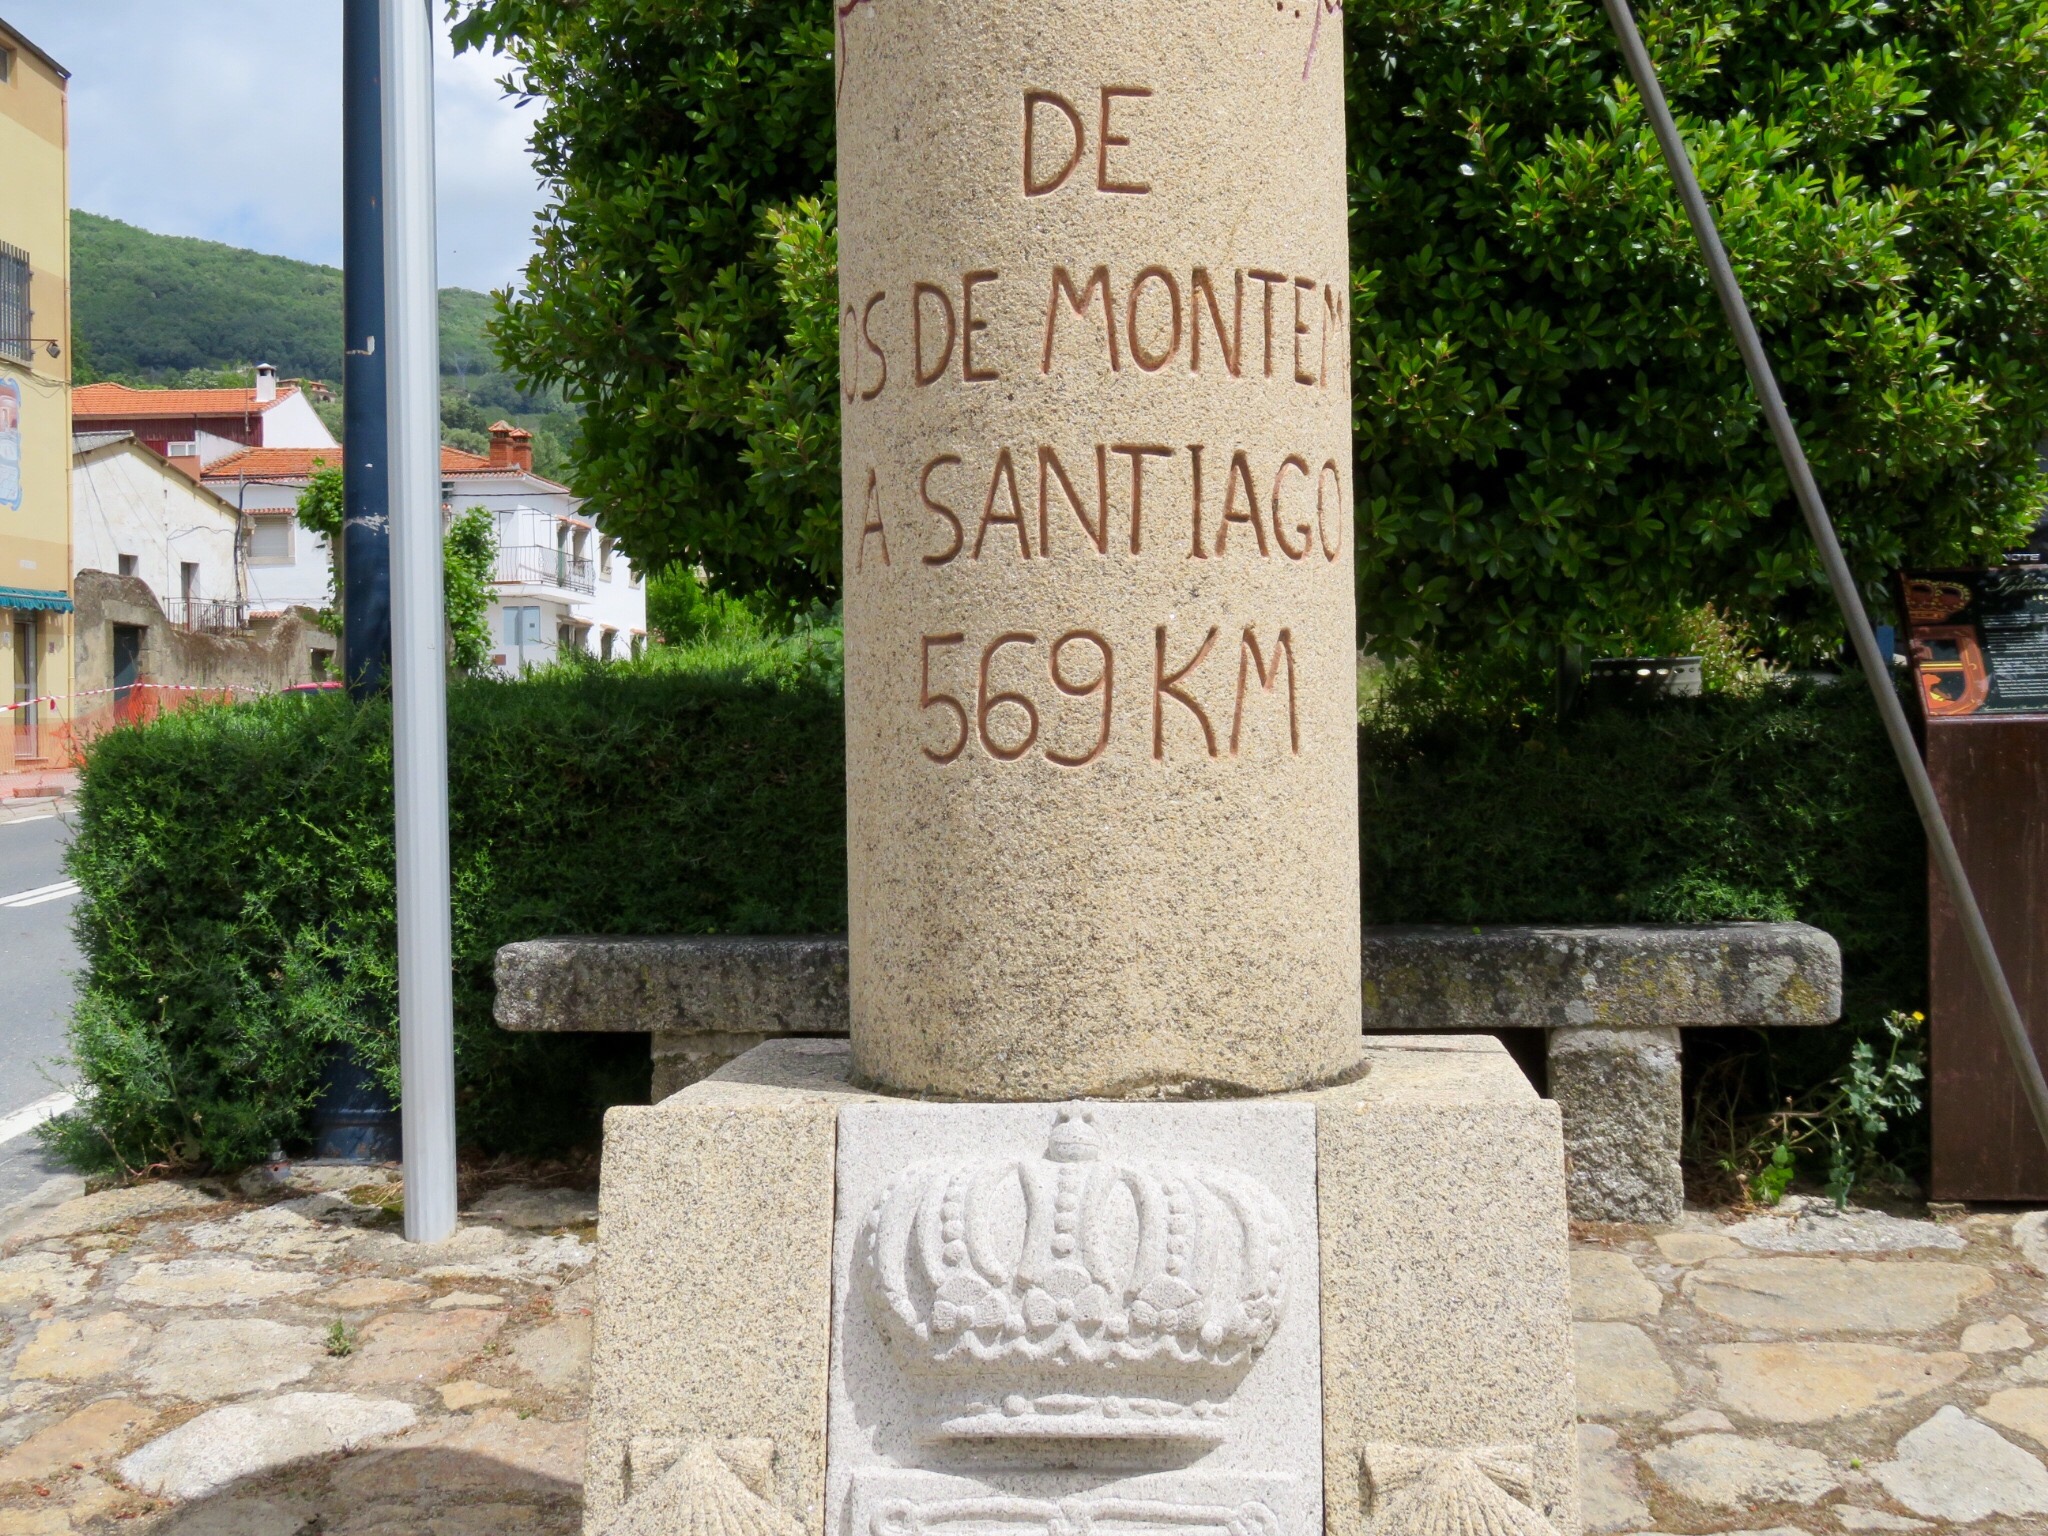 DE
OS DE MONTEM
A SANTIAGO
569 KM